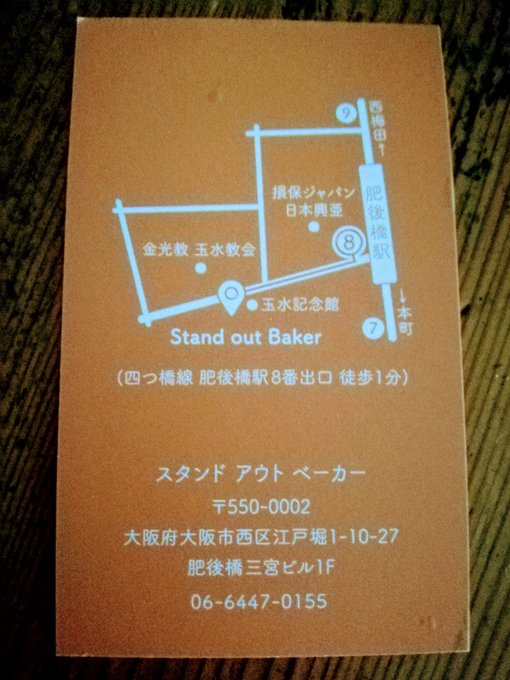 9
西梅田↑
損保ジャパン
日本興亜
肥後橋駅
8
金光教 玉水教会
玉水記念館
↓本町
7
Stand out Baker
(四つ橋線 肥後橋駅8番出口 徒歩1分)
スタンド アウト ベーカー
〒550-0002
大阪府大阪市西区江戸堀1-10-27
肥後橋三宮ビル1F
06-6447-0155